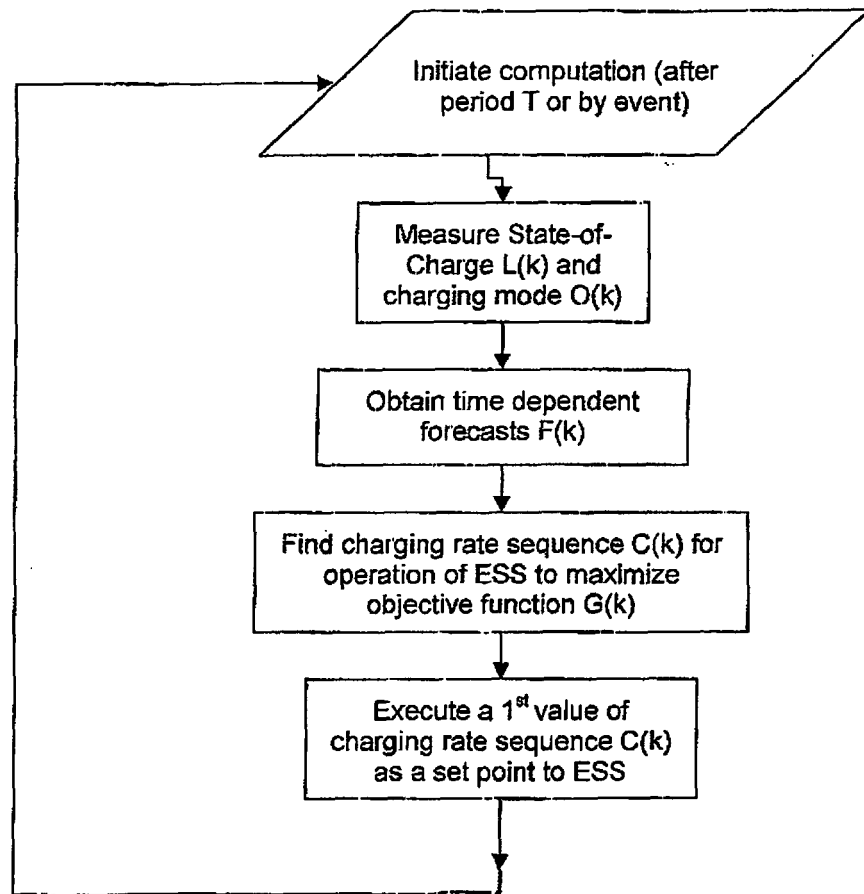 Initiate computation (after
period T or by event)
Measure State-of-
Charge L(k) and
charging mode O(k)
Obtain time dependent
forecasts F(k)
Find charging rate sequence C(k) for
operation of ESS to maximize
objective function G(k)
Execute a 1st value of
charging rate sequence C(k)
as a set point to ESS